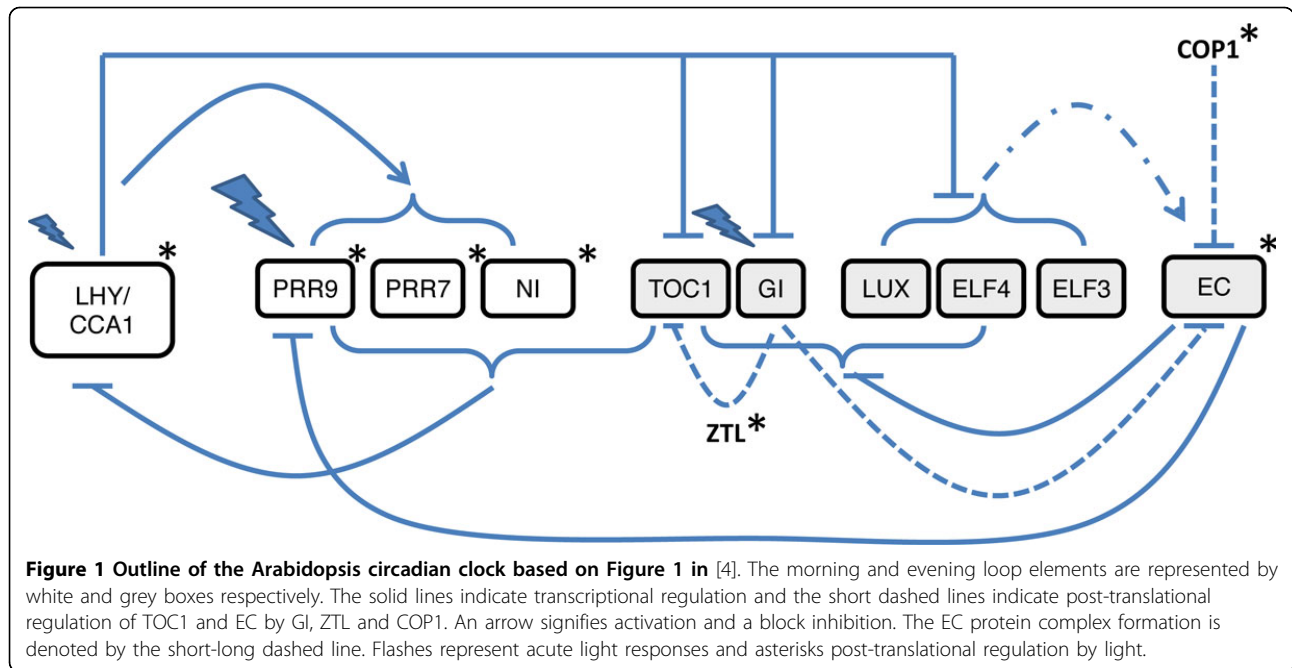 COP1*
LHY/
CCA1
*
PRR9
*
PRR7
*
NI
*
TOC1
GI
LUX
ELF4
ELF3
EC
*
ZTL*
Figure 1 Outline of the Arabidopsis circadian clock based on Figure 1 in [4]. The morning and evening loop elements are represented by
white and grey boxes respectively. The solid lines indicate transcriptional regulation and the short dashed lines indicate post-translational
regulation of TOC1 and EC by GI, ZTL and COP1. An arrow signifies activation and a block inhibition. The EC protein complex formation is
denoted by the short-long dashed line. Flashes represent acute light responses and asterisks post-translational regulation by light.